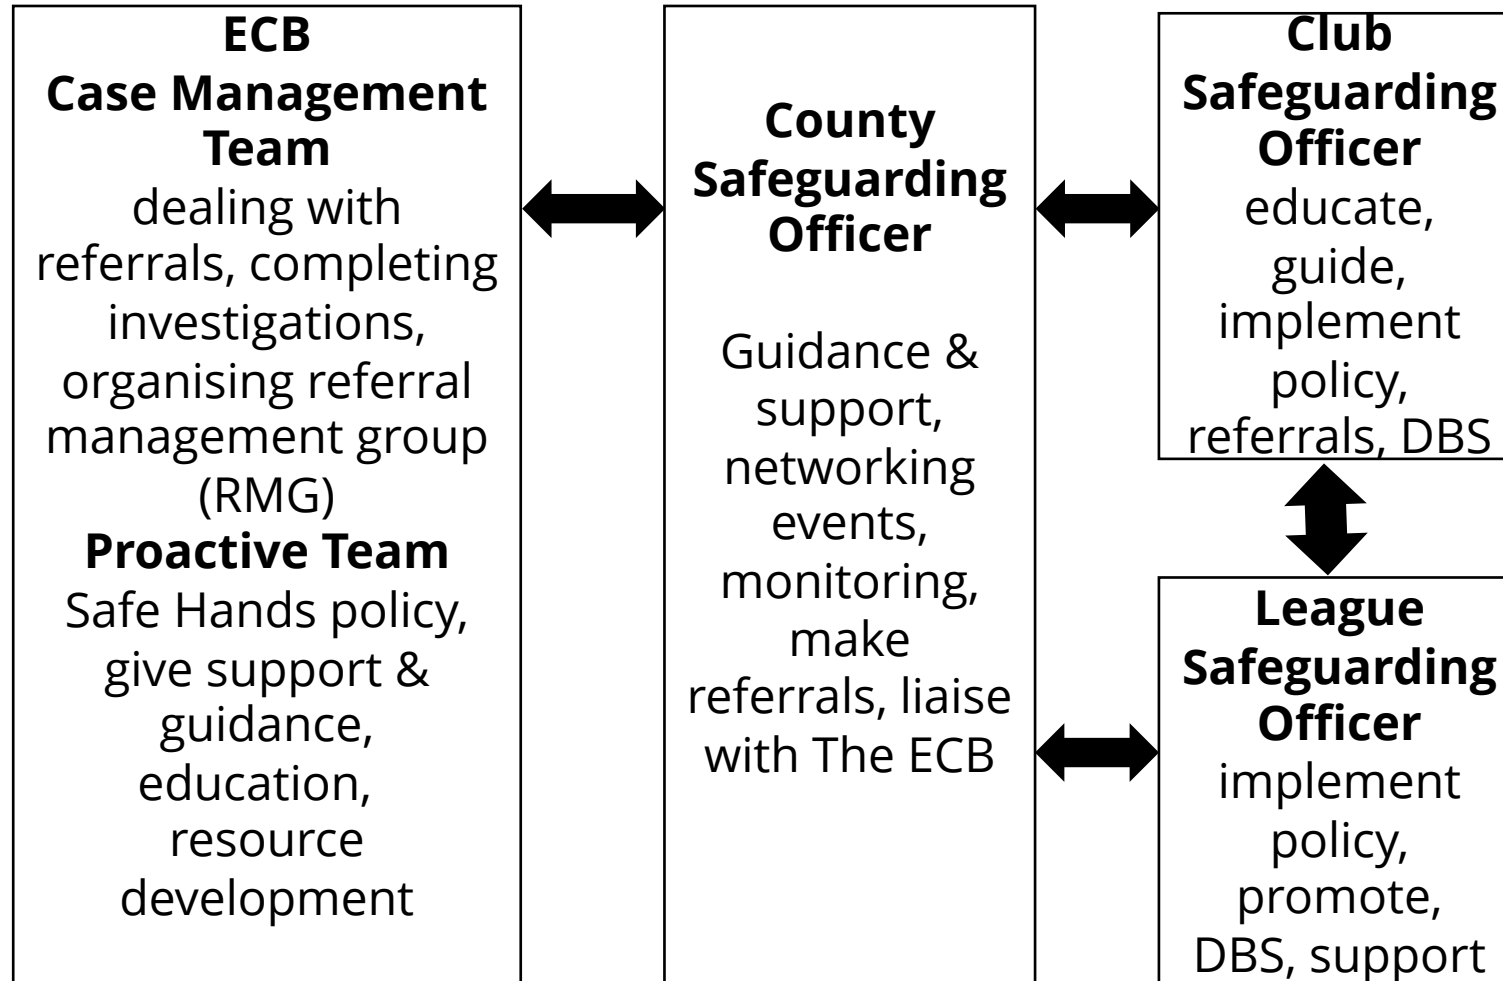 ECB
Case Management
Team
dealing with
referrals, completing
investigations,
organising referral
management group
(RMG)
Proactive Team
Safe Hands policy,
give support &
guidance,
education,
resource
development
County
Safeguarding
Officer
Guidance &
support,
networking
events,
monitoring,
make
referrals, liaise
with The ECB
Club
Safeguarding
Officer
educate,
guide,
implement
policy,
referrals, DBS
League
Safeguarding
Officer
implement
policy,
promote,
DBS, support